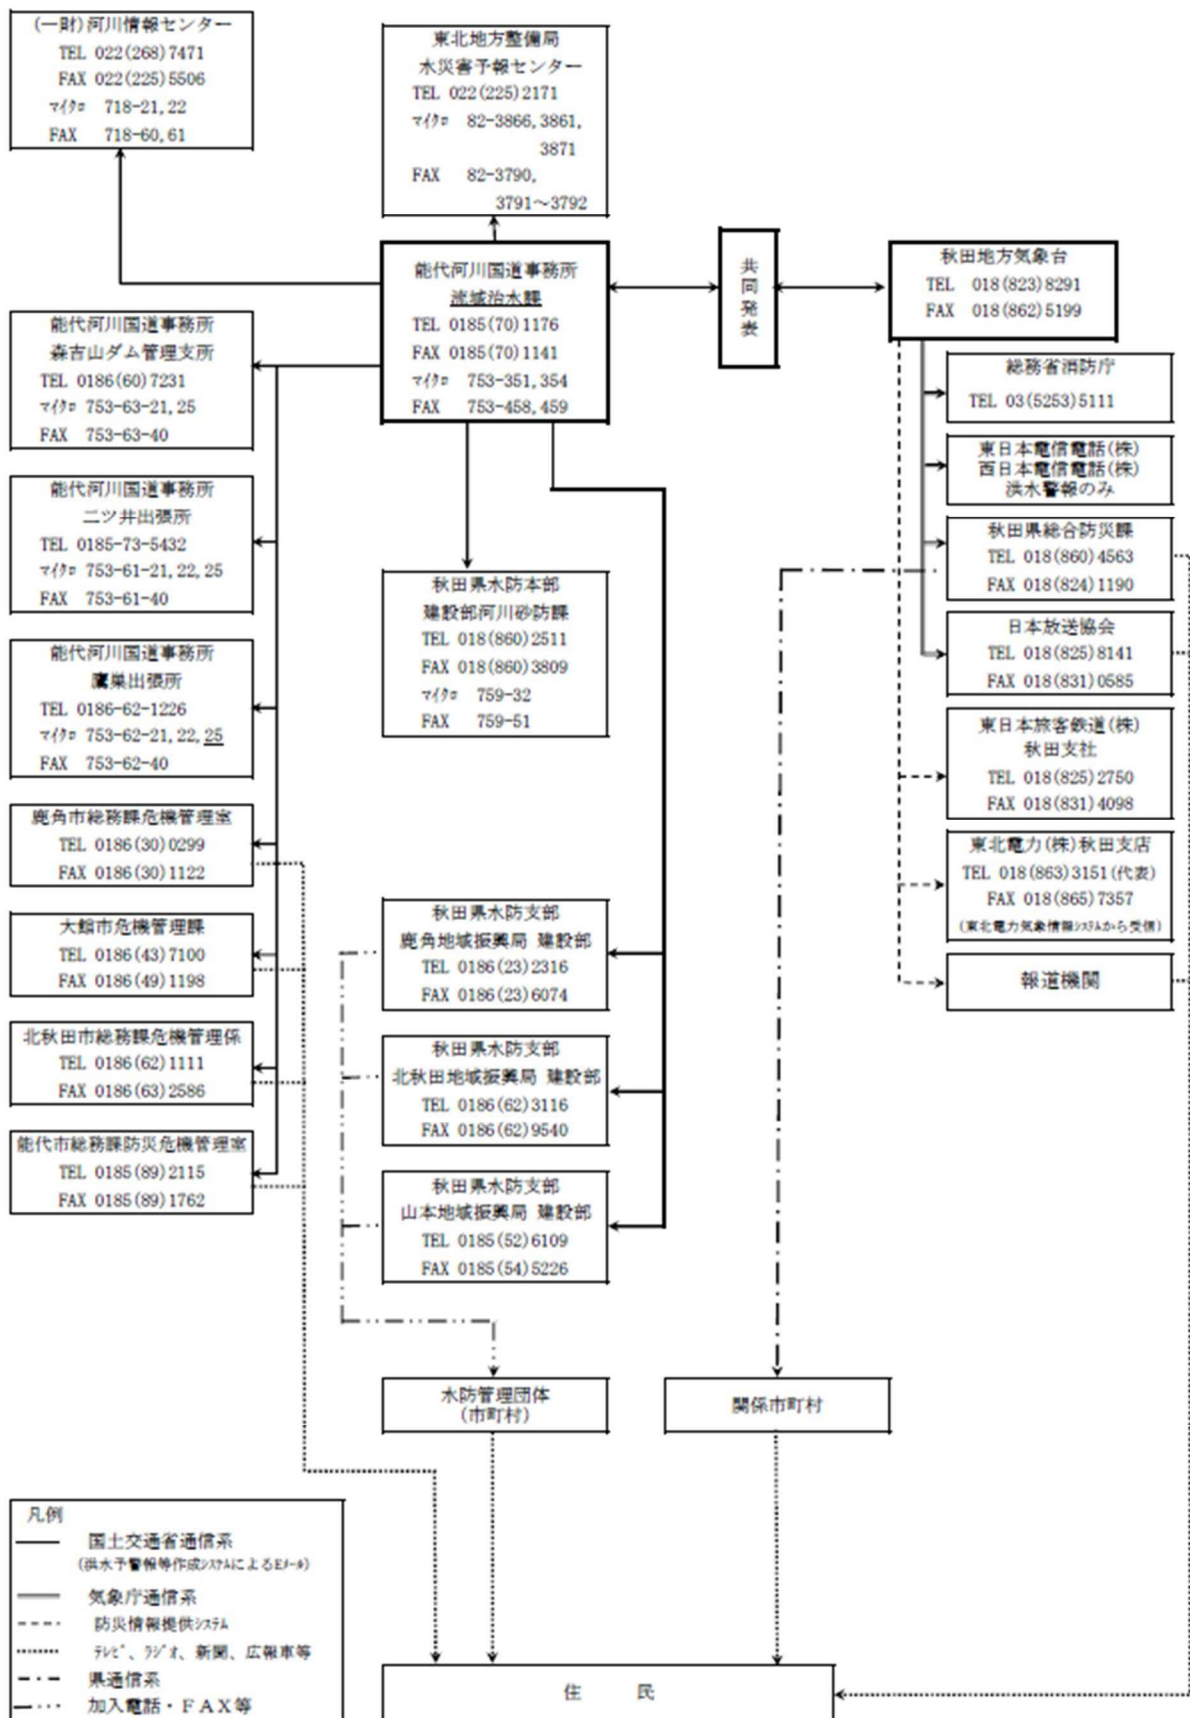 (一財)河川情報センター
TEL 022(268)7471
FAX 022(225)5506
マイクロ 718-21,22
FAX 718-60,61
東北地方整備局
水災害予報センター
TEL 022(225)2171
マイクロ 82-3866,3861,
3871
FAX 82-3790,
3791～3792
能代河川国道事務所
流域治水課
TEL 0185(70)1176
FAX 0185(70)1141
マイクロ 753-351,354
FAX 753-458,459
共同発表
秋田地方気象台
TEL 018(823)8291
FAX 018(862)5199
能代河川国道事務所
森吉山ダム管理支所
TEL 0186(60)7231
マイクロ 753-63-21,25
FAX 753-63-40
能代河川国道事務所
二ツ井出張所
TEL 0185-73-5432
マイクロ 753-61-21,22,25
FAX 753-61-40
能代河川国道事務所
鷹巣出張所
TEL 0186-62-1226
マイクロ 753-62-21,22,25
FAX 753-62-40
鹿角市総務課危機管理室
TEL 0186(30)0299
FAX 0186(30)1122
大館市危機管理課
TEL 0186(43)7100
FAX 0186(49)1198
北秋田市総務課危機管理係
TEL 0186(62)1111
FAX 0186(63)2586
能代市総務課防災危機管理室
TEL 0185(89)2115
FAX 0185(89)1762
秋田県水防本部
建設部河川砂防課
TEL 018(860)2511
FAX 018(860)3809
マイクロ 759-32
FAX 759-51
秋田県水防支部
鹿角地域振興局 建設部
TEL 0186(23)2316
FAX 0186(23)6074
秋田県水防支部
北秋田地域振興局 建設部
TEL 0186(62)3116
FAX 0186(62)9540
秋田県水防支部
山本地域振興局 建設部
TEL 0185(52)6109
FAX 0185(54)5226
総務省消防庁
TEL 03(5253)5111
東日本電信電話(株)
西日本電信電話(株)
洪水警報のみ
秋田県総合防災課
TEL 018(860)4563
FAX 018(824)1190
日本放送協会
TEL 018(825)8141
FAX 018(831)0585
東日本旅客鉄道(株)
秋田支社
TEL 018(825)2750
FAX 018(831)4098
東北電力(株)秋田支店
TEL 018(863)3151(代表)
FAX 018(865)7357
(東北電力気象情報システムから受信)
報道機関
水防管理団体
(市町村)
関係市町村
住 民
凡例
国土交通省通信系
(洪水予警報等作成システムによるEメール)
気象庁通信系
防災情報提供システム
テレビ、ラジオ、新聞、広報車等
県通信系
加入電話・FAX等